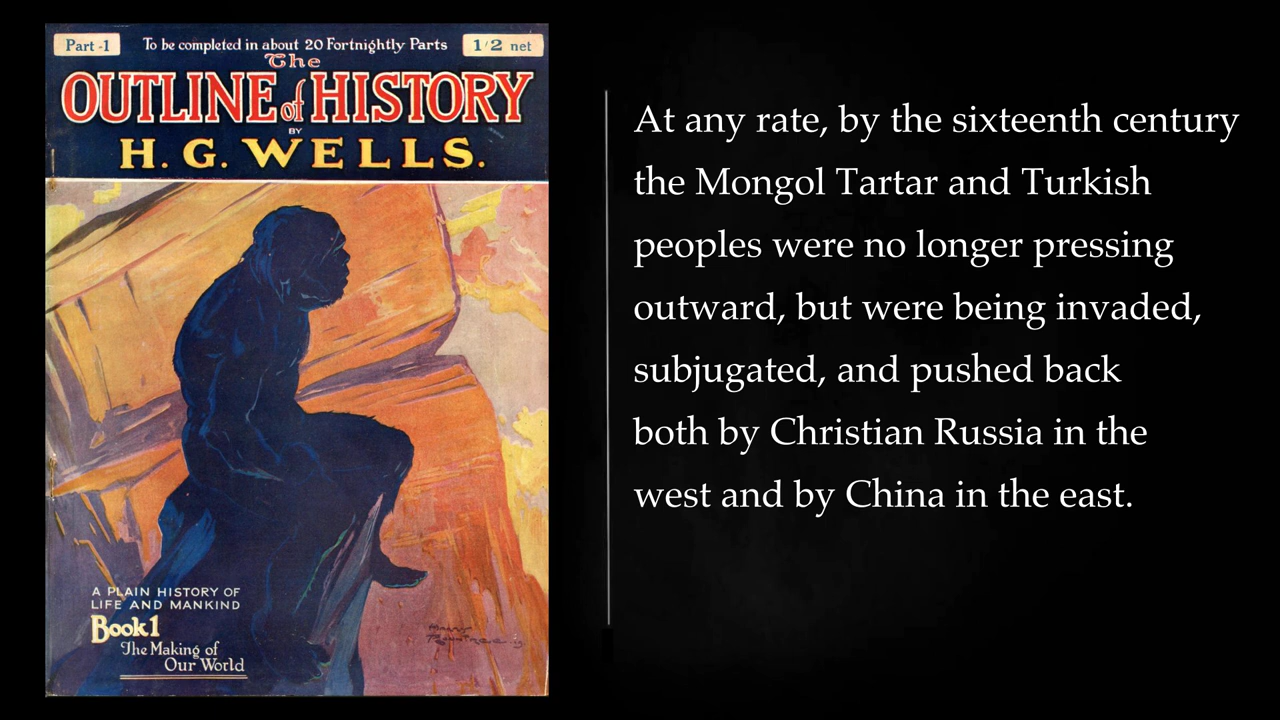 Part -1
To be completed in about 20 Fortnightly Parts
1/2 net
The
OUTLINE of HISTORY
BY
H. G. WELLS.
A PLAIN HISTORY OF
LIFE AND MANKIND
Book 1
The Making of
Our World
At any rate, by the sixteenth century
the Mongol Tartar and Turkish
peoples were no longer pressing
outward, but were being invaded,
subjugated, and pushed back
both by Christian Russia in the
west and by China in the east.